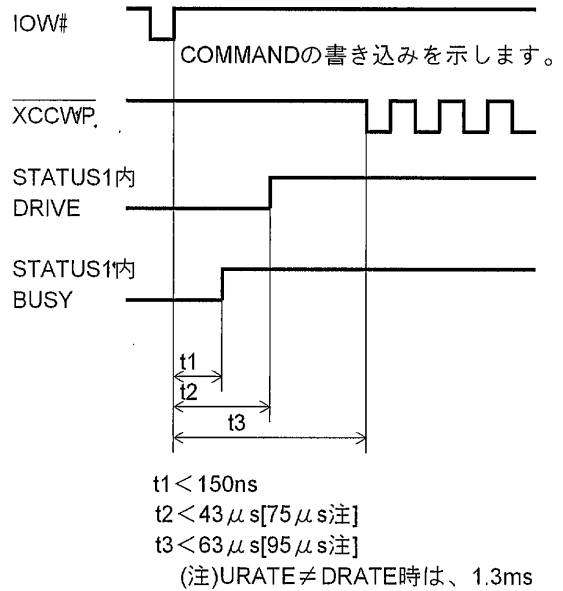 IOW#
COMMANDの書き込みを示します。
XCCWP.
STATUS1内
DRIVE
STATUS1内
BUSY
t1
t2
t3
t1＜150ns
t2＜43μs[75μs注]
t3＜63μs[95μs注]
(注)URATE≠DRATE時は、1.3ms